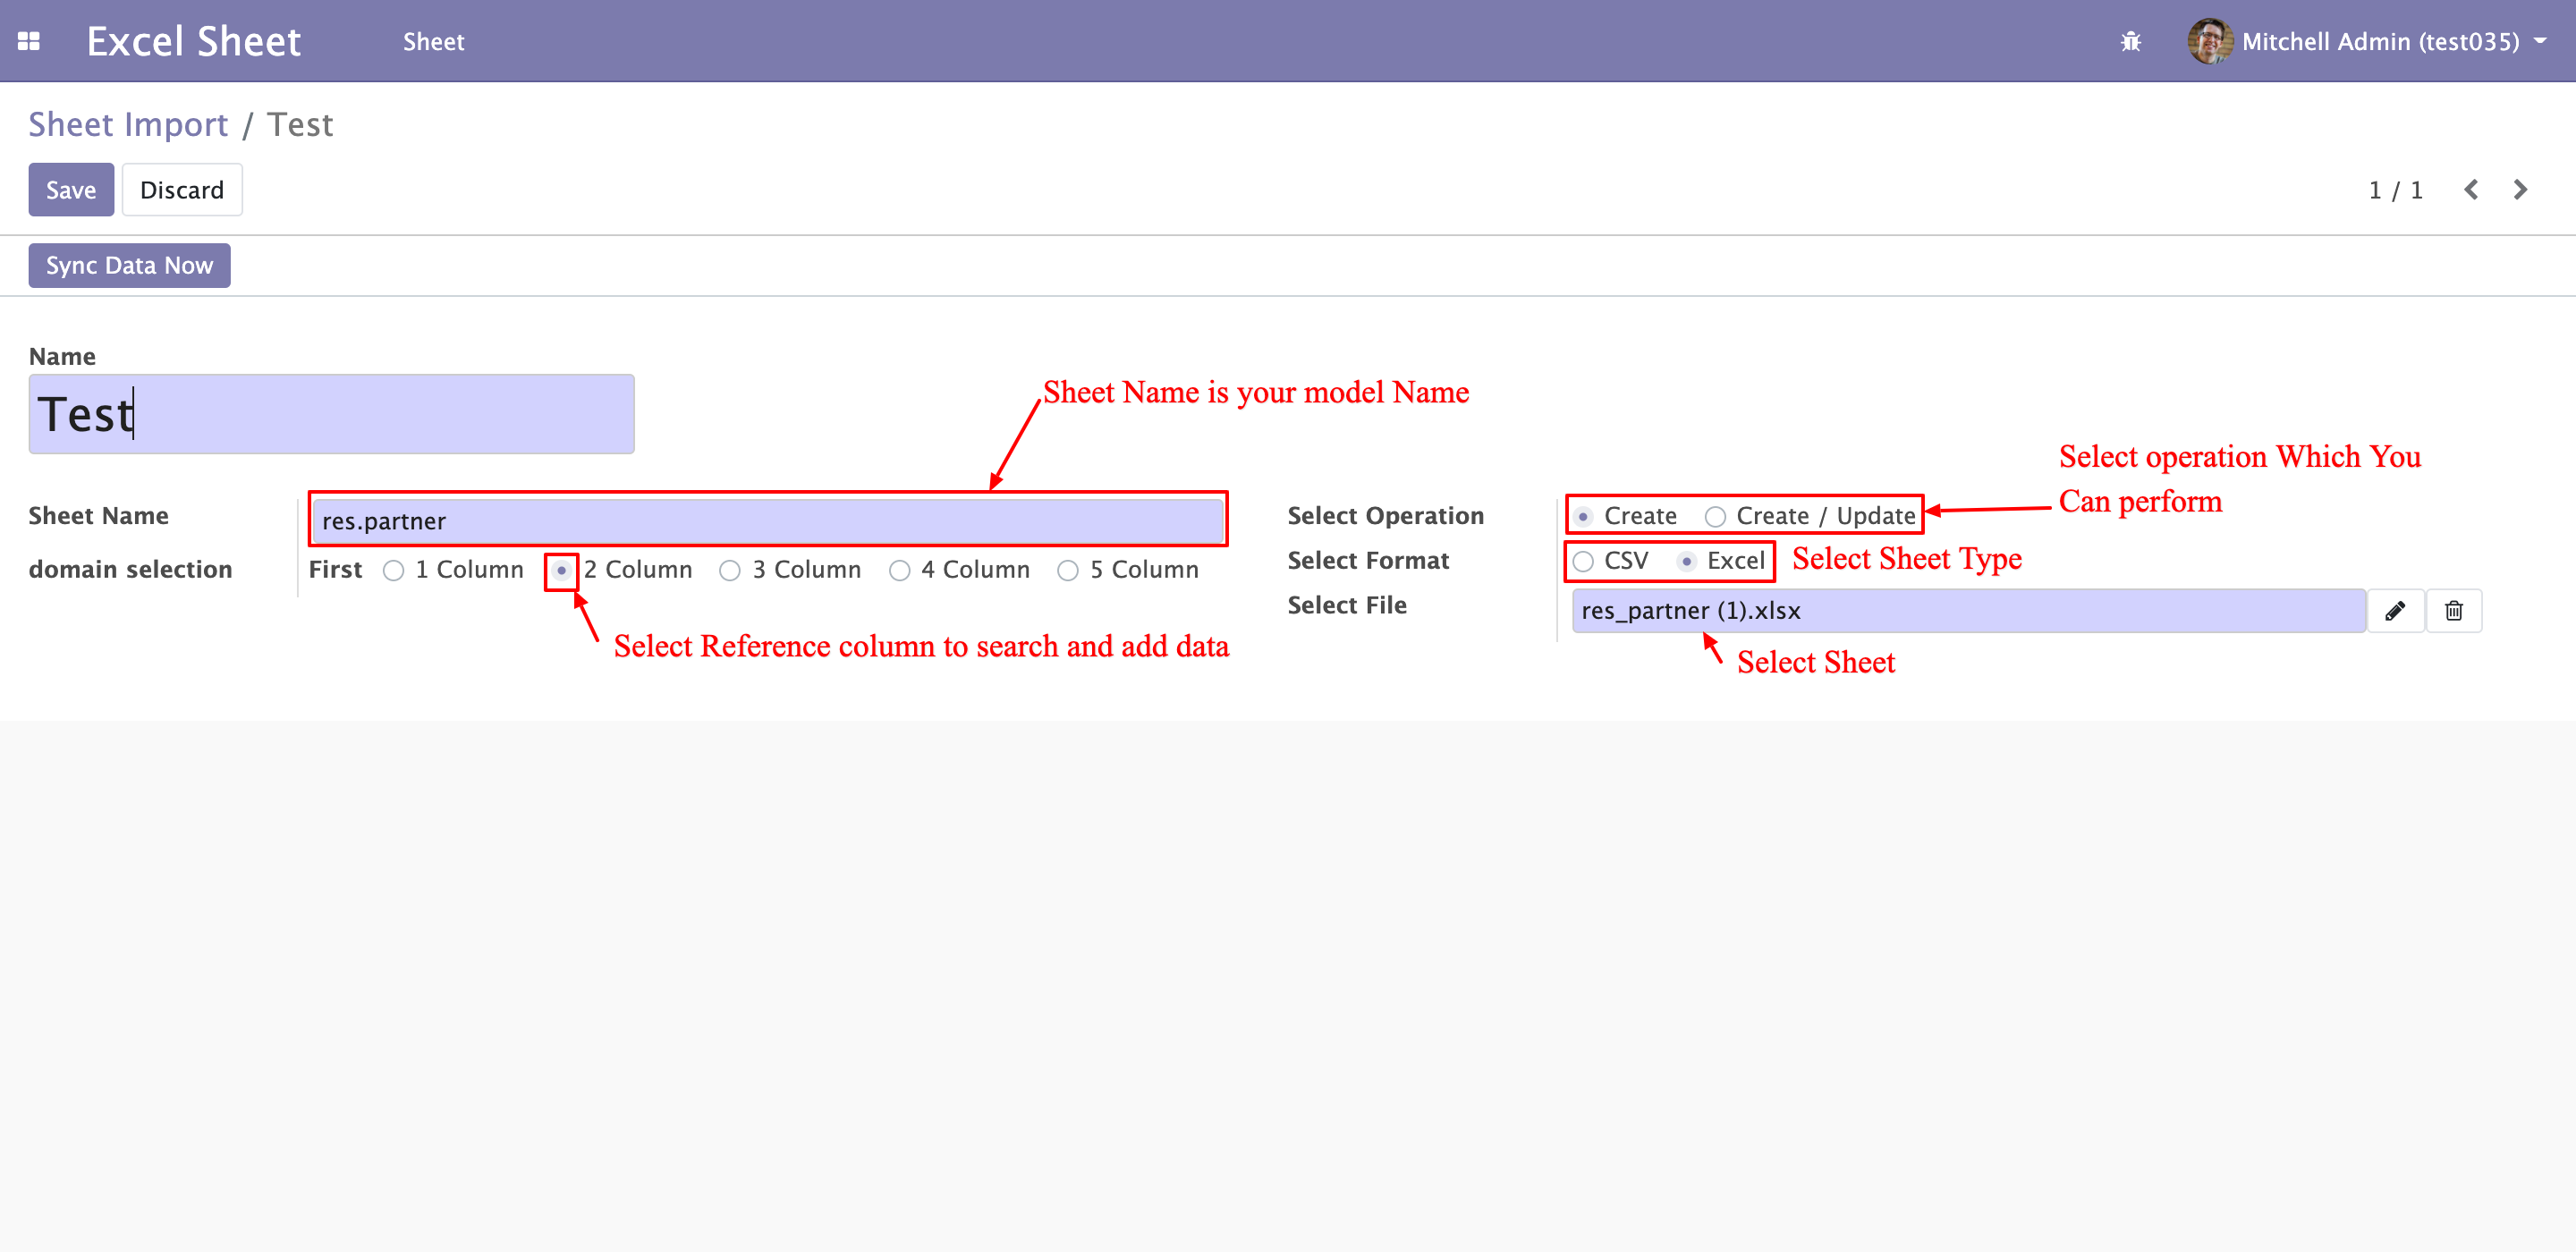 Excel Sheet Sheet Mitchell Admin (test035)
Sheet Import / Test
Save Discard 1 / 1
Sync Data Now
Name
Test
Sheet Name is your model Name
Select operation Which You
Can perform
Sheet Name res.partner
Select Operation Create Create / Update
domain selection First 1 Column 2 Column 3 Column 4 Column 5 Column
Select Format CSV Excel Select Sheet Type
Select File res_partner (1).xlsx
Select Reference column to search and add data
Select Sheet